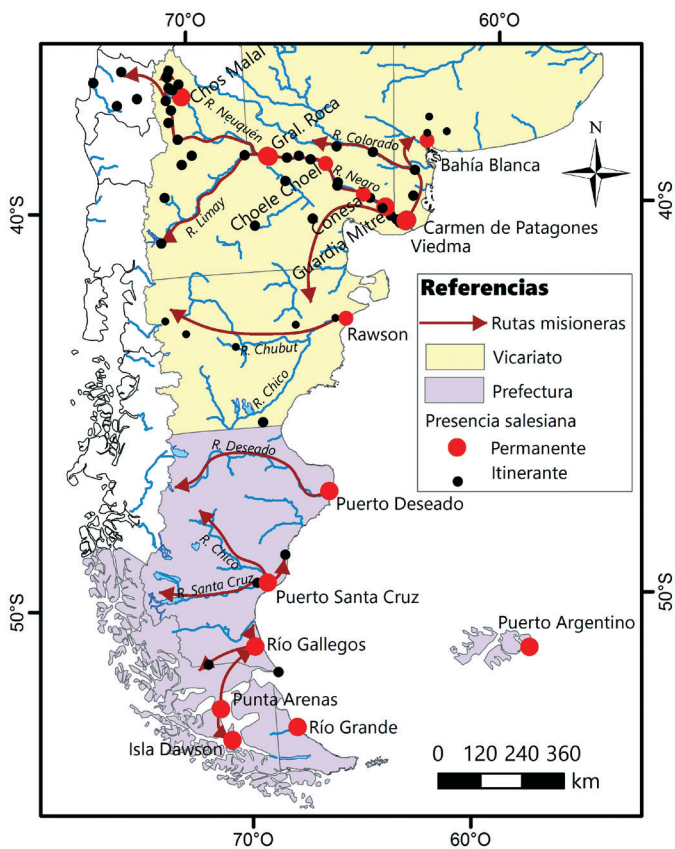 70°O
60°O
Chos Malal
R. Neuquén
Gral. Roca
R. Colorado
Bahía Blanca
N
40°S
40°S
R. Limay
Choele Choel
R. Negro
Conesa
Guardia Mitre
Carmen de Patagones
Viedma
Referencias
Rutas misioneras
Vicariato
Prefectura
Presencia salesiana
Permanente
Itinerante
Rawson
R. Chubut
R. Chico
R. Deseado
Puerto Deseado
R. Chico
R. Santa Cruz
Puerto Santa Cruz
50°S
50°S
Puerto Argentino
Río Gallegos
Punta Arenas
Río Grande
Isla Dawson
0 120 240 360
km
70°O
60°O